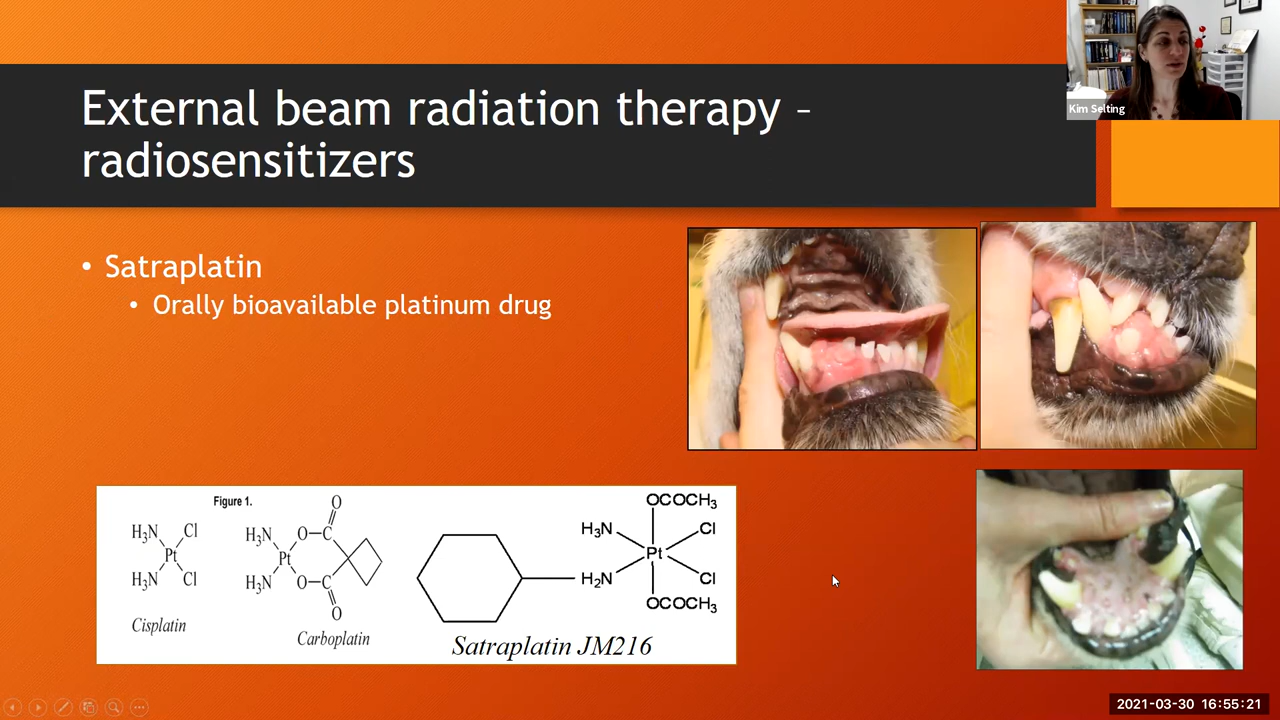 Kim Selting
External beam radiation therapy –
radiosensitizers
• Satraplatin
• Orally bioavailable platinum drug
Figure 1.
H₃N Cl
Pt
H₃N Cl
Cisplatin
O
H₃N O–C
Pt
H₃N O–C
O
Carboplatin
OCOCH₃
H₃N Cl
Pt
H₂N Cl
OCOCH₃
Satraplatin JM216
2021-03-30 16:55:21